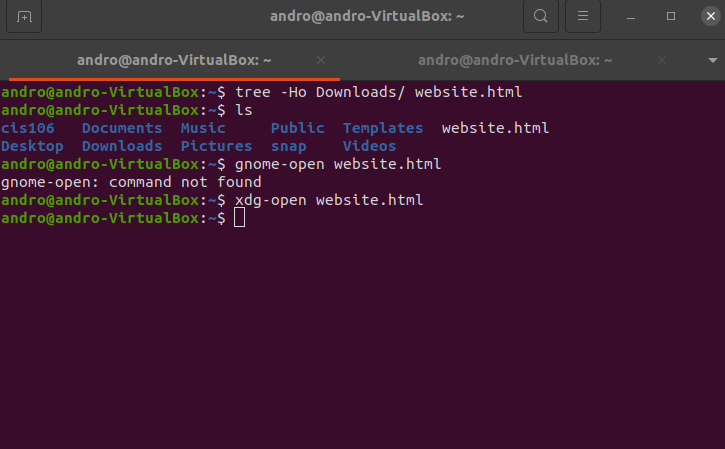 andro@andro-VirtualBox: ~
andro@andro-VirtualBox: ~ andro@andro-VirtualBox: ~
andro@andro-VirtualBox:~$ tree -Ho Downloads/ website.html
andro@andro-VirtualBox:~$ ls
cis106 Documents Music Public Templates website.html
Desktop Downloads Pictures snap Videos
andro@andro-VirtualBox:~$ gnome-open website.html
gnome-open: command not found
andro@andro-VirtualBox:~$ xdg-open website.html
andro@andro-VirtualBox:~$